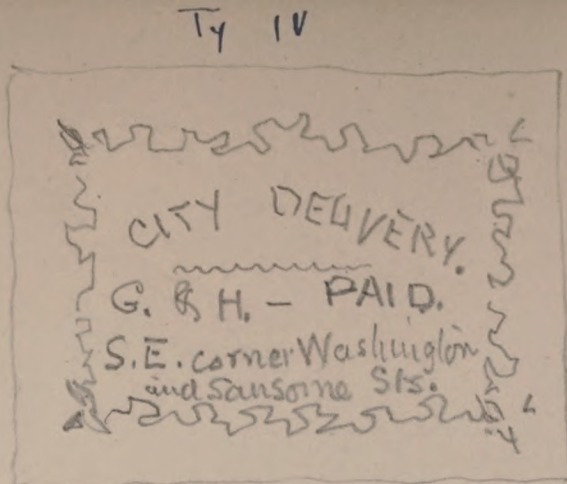 Ty IV
CITY DELIVERY.
G. & H. – PAID.
S.E. corner Washington
and Sansome Sts.